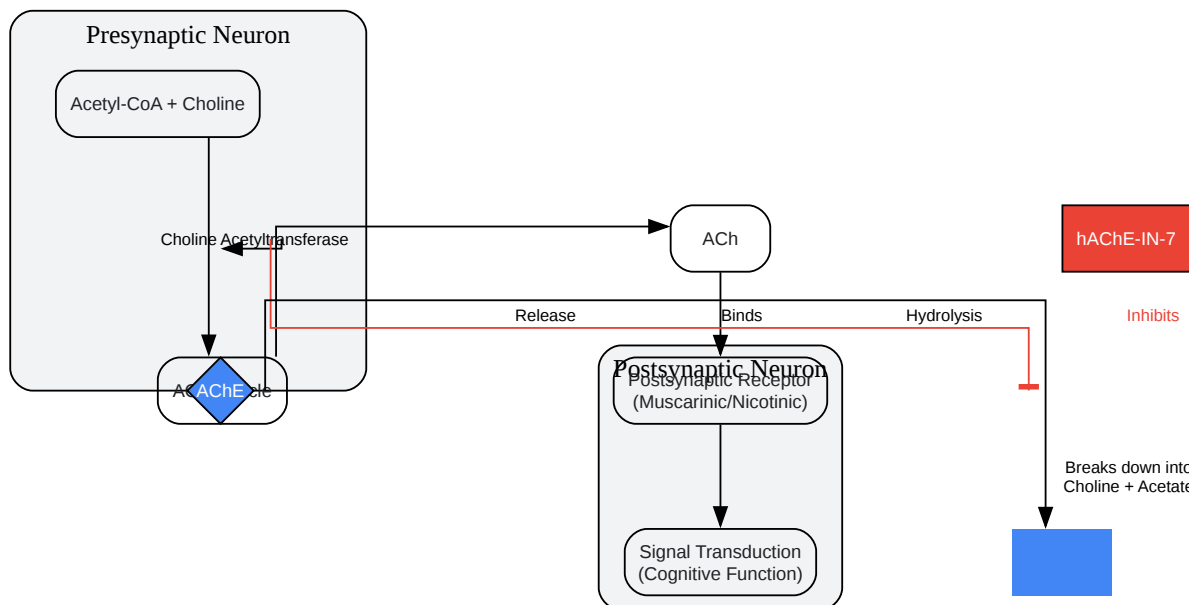 Presynaptic Neuron
Acetyl-CoA + Choline
Choline Acetyltransferase
ACh
hAChE-IN-7
Release
Binds
Hydrolysis
Inhibits
Postsynaptic Neuron
Postsynaptic Receptor
(Muscarinic/Nicotinic)
AChE
Breaks down into
Choline + Acetate
Signal Transduction
(Cognitive Function)